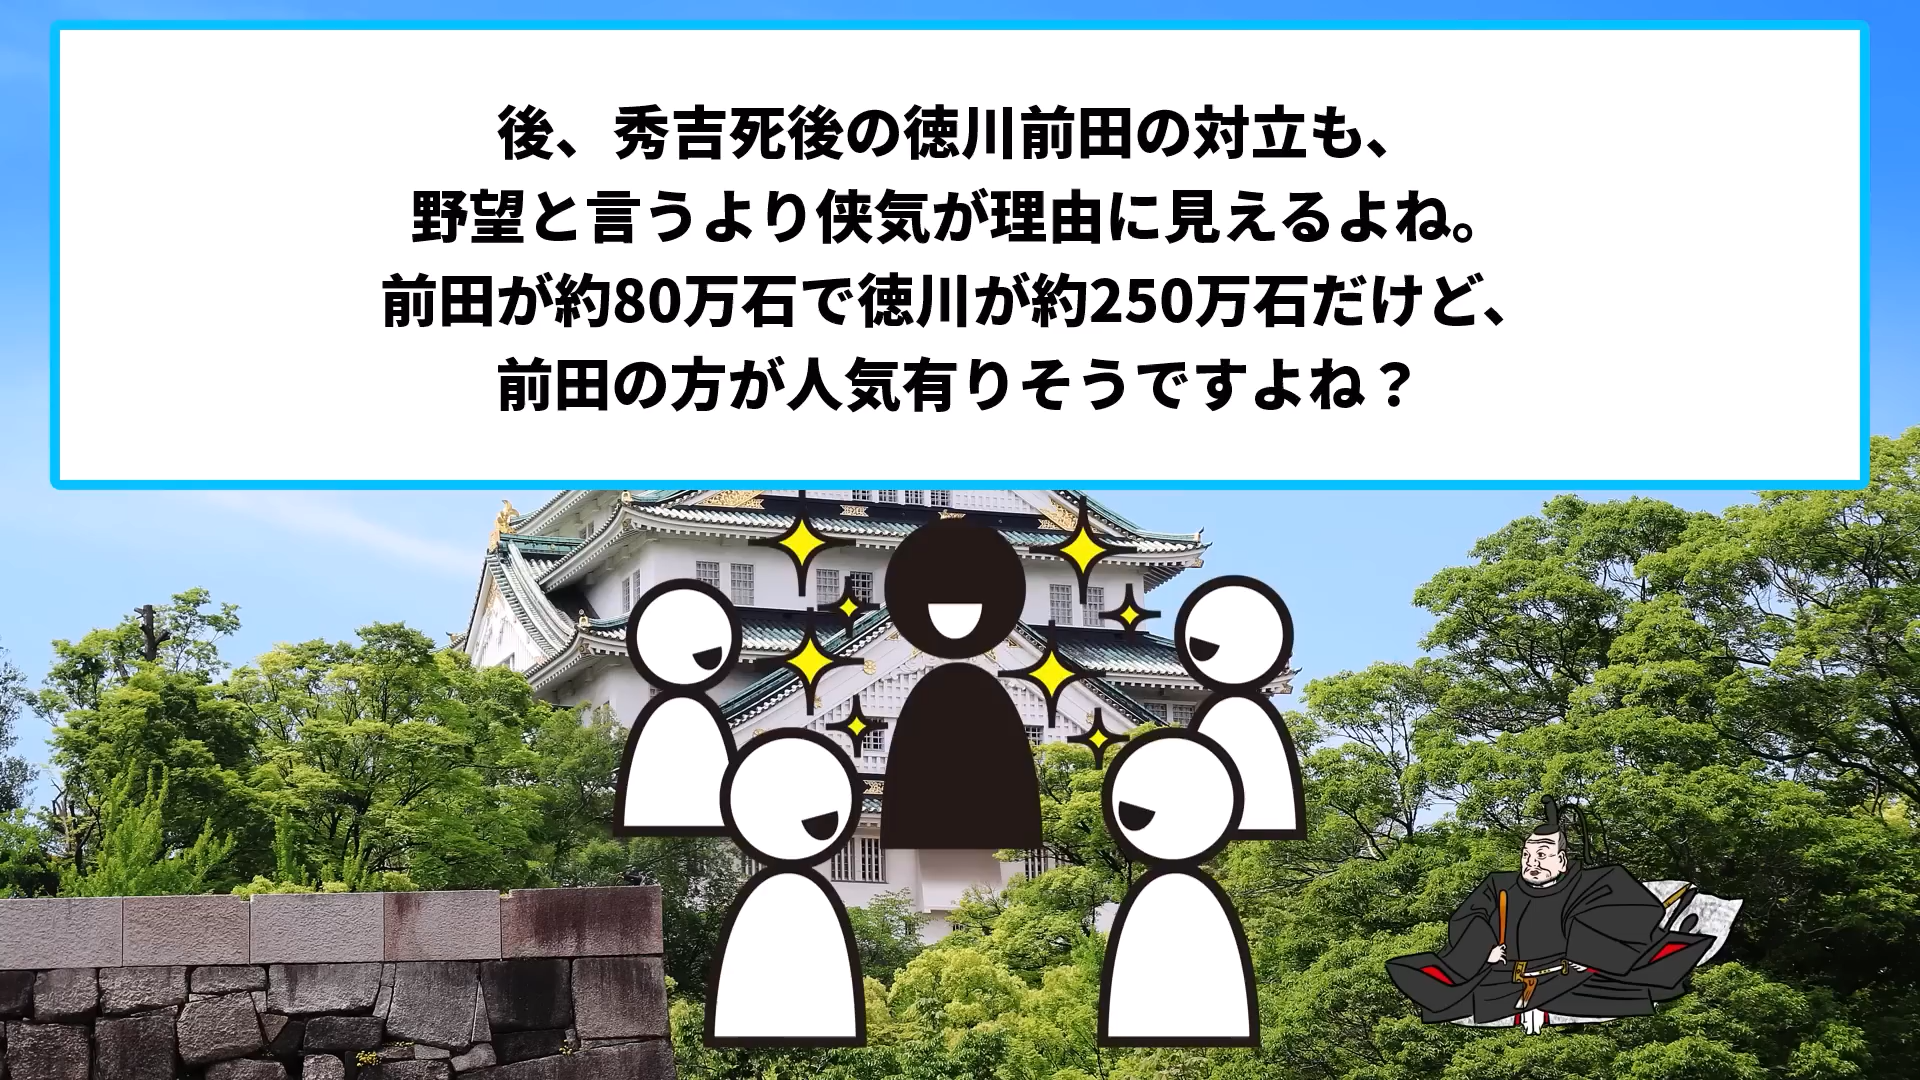 後、秀吉死後の徳川前田の対立も、
野望と言うより侠気が理由に見えるよね。
前田が約80万石で徳川が約250万石だけど、
前田の方が人気有りそうですよね？